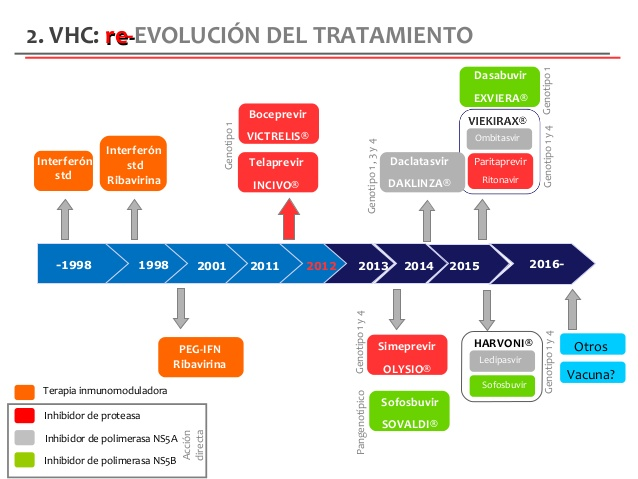 2. VHC: re-EVOLUCIÓN DEL TRATAMIENTO
Interferón
std
Interferón
std
Ribavirina
Genotipo 1
Boceprevir
VICTRELIS®
Telaprevir
INCIVO®
Genotipo 1, 3 y 4
Daclatasvir
DAKLINZA®
Dasabuvir
EXVIERA®
Genotipo 1
VIEKIRAX®
Ombitasvir
Paritaprevir
Ritonavir
Genotipo 1 y 4
-1998
1998
2001
2011
2012
2013
2014
2015
2016-
PEG-IFN
Ribavirina
Genotipo 1 y 4
Simeprevir
OLYSIO®
Pangenotípico
Sofosbuvir
SOVALDI®
HARVONI®
Ledipasvir
Sofosbuvir
Genotipo 1 y 4
Otros
Vacuna?
Terapia inmunomoduladora
Inhibidor de proteasa
Inhibidor de polimerasa NS5A
Inhibidor de polimerasa NS5B
Acción
directa